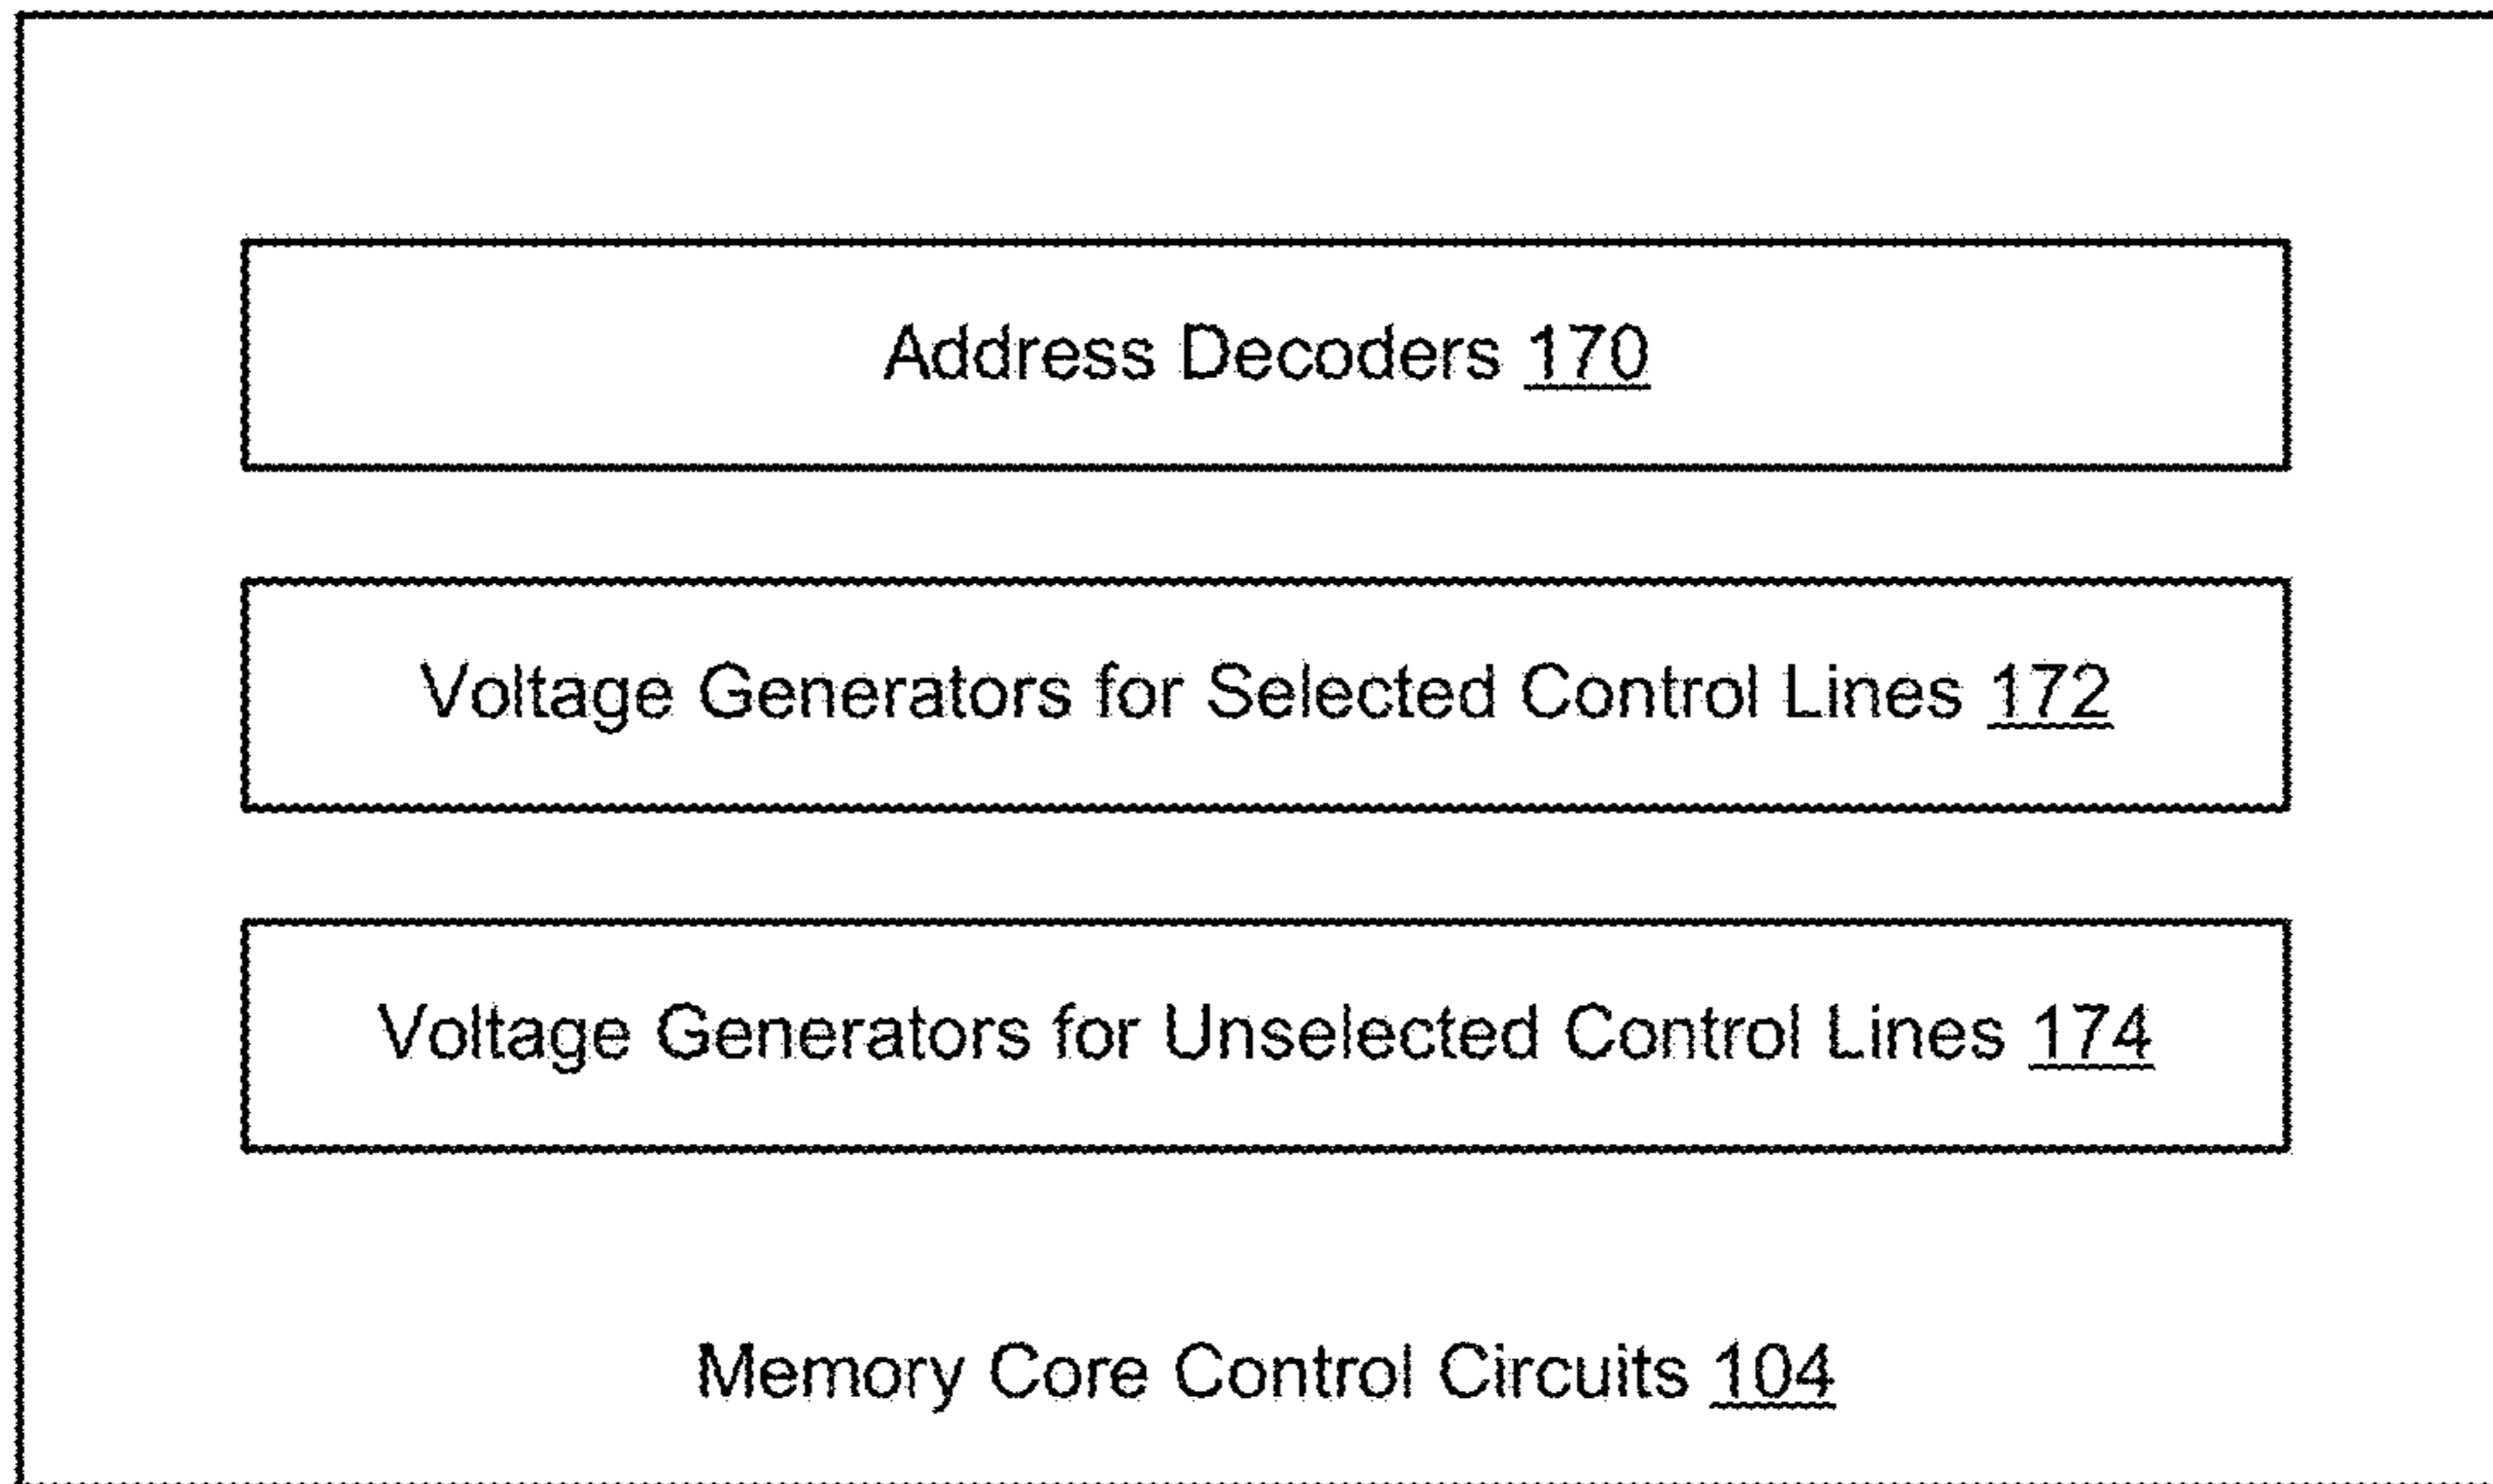 Address Decoders 170
Voltage Generators for Selected Control Lines 172
Voltage Generators for Unselected Control Lines 174
Memory Core Control Circuits 104